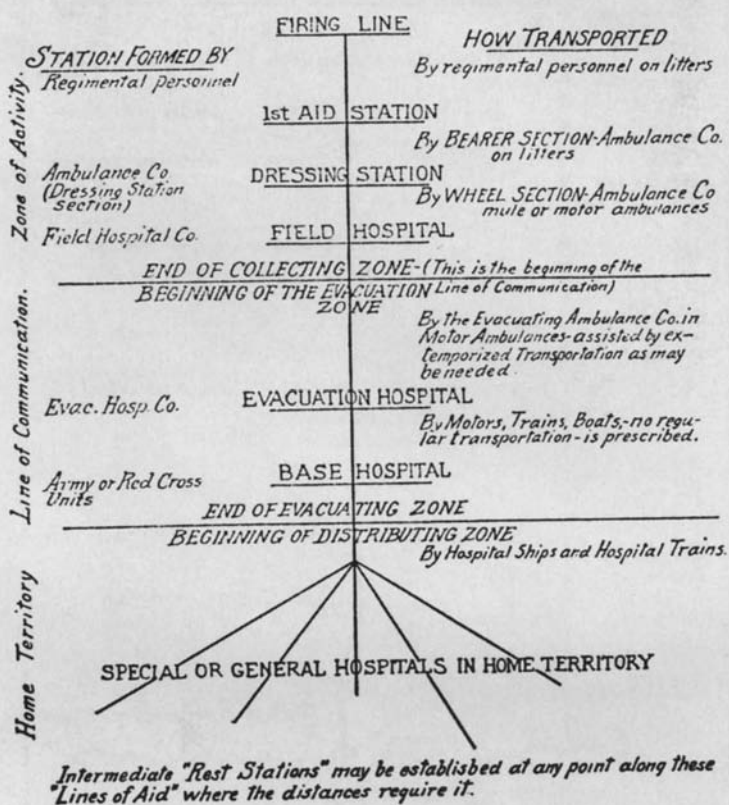 FIRING LINE
STATION FORMED BY
HOW TRANSPORTED
Regimental personnel
By regimental personnel on litters
1st AID STATION
By BEARER SECTION-Ambulance Co.
on litters
Ambulance Co
(Dressing Station
section)
DRESSING STATION
By WHEEL SECTION-Ambulance Co
mule or motor ambulances
Field Hospital Co.
FIELD HOSPITAL
Zone of Activity.
END OF COLLECTING ZONE-(This is the beginning of the
BEGINNING OF THE EVACUATION Line of Communication)
ZONE
By the Evacuating Ambulance Co. in
Motor Ambulances-assisted by ex-
temporized Transportation as may
be needed.
Evac. Hosp. Co.
EVACUATION HOSPITAL
By Motors, Trains, Boats,-no regu-
lar transportation-is prescribed.
Army or Red Cross
Units
BASE HOSPITAL
Line of Communication.
END OF EVACUATING ZONE
BEGINNING OF DISTRIBUTING ZONE
By Hospital Ships and Hospital Trains.
SPECIAL OR GENERAL HOSPITALS IN HOME TERRITORY
Home Territory
Intermediate "Rest Stations" may be established at any point along these
"Lines of Aid" where the distances require it.